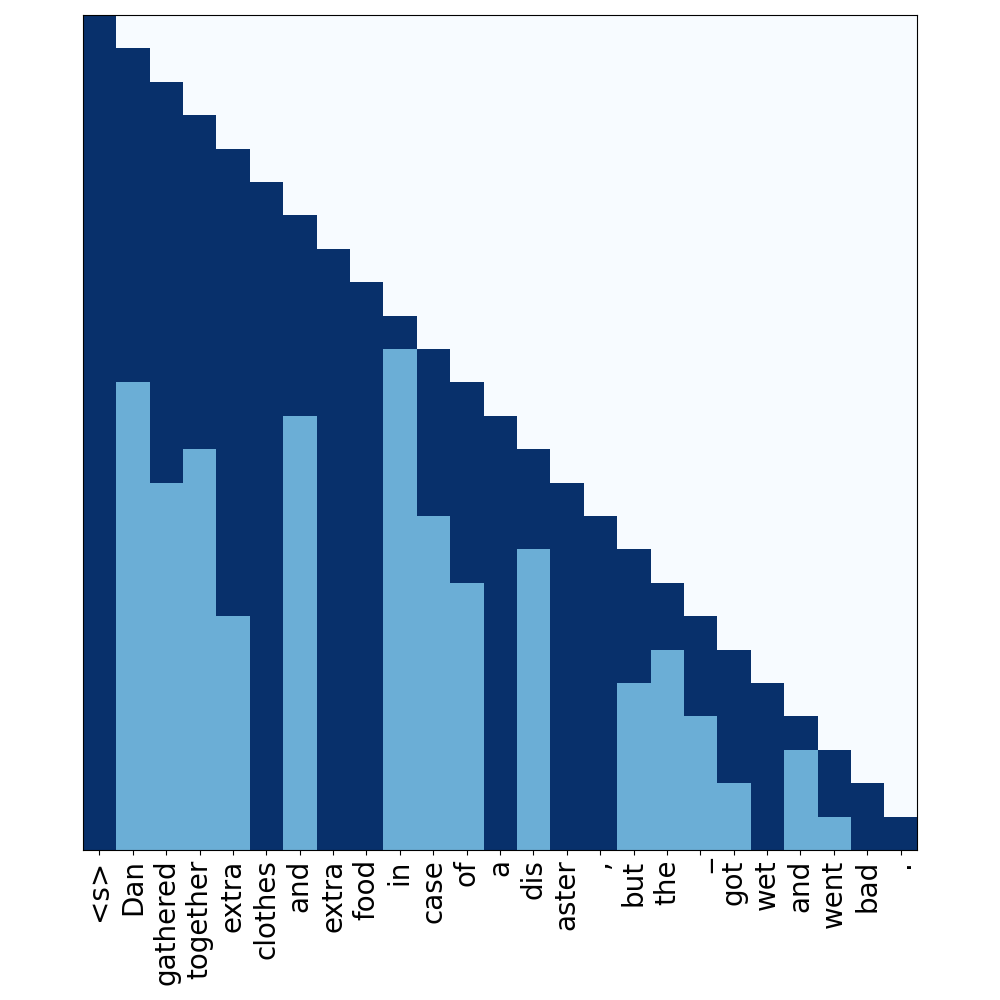 <s> Dan gathered together extra clothes and extra food in case of a dis aster , but the _ got wet and went bad .